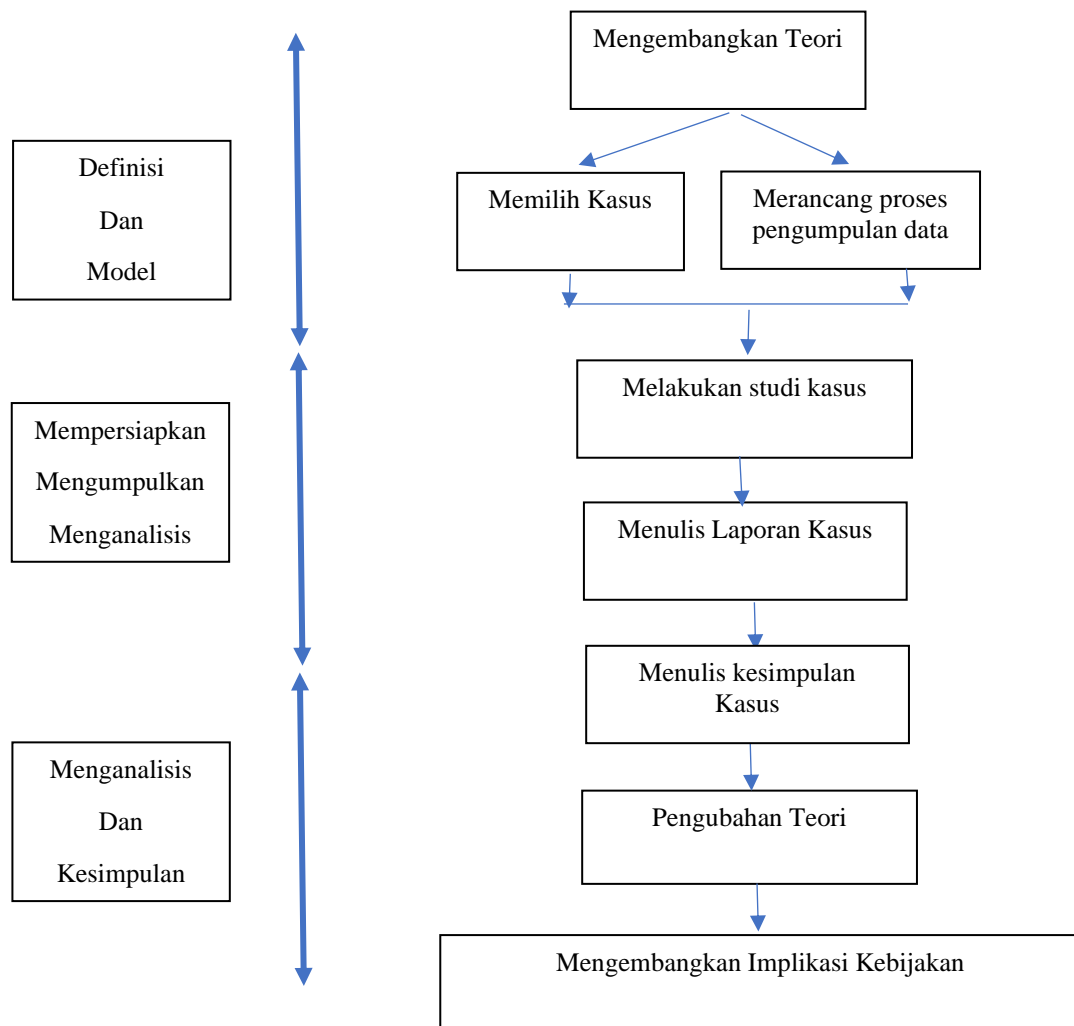 Mengembangkan Teori
Definisi
Dan
Model
Memilih Kasus
Merancang proses
pengumpulan data
Melakukan studi kasus
Mempersiapkan
Mengumpulkan
Menganalisis
Menulis Laporan Kasus
Menulis kesimpulan
Kasus
Menganalisis
Dan
Kesimpulan
Pengubahan Teori
Mengembangkan Implikasi Kebijakan